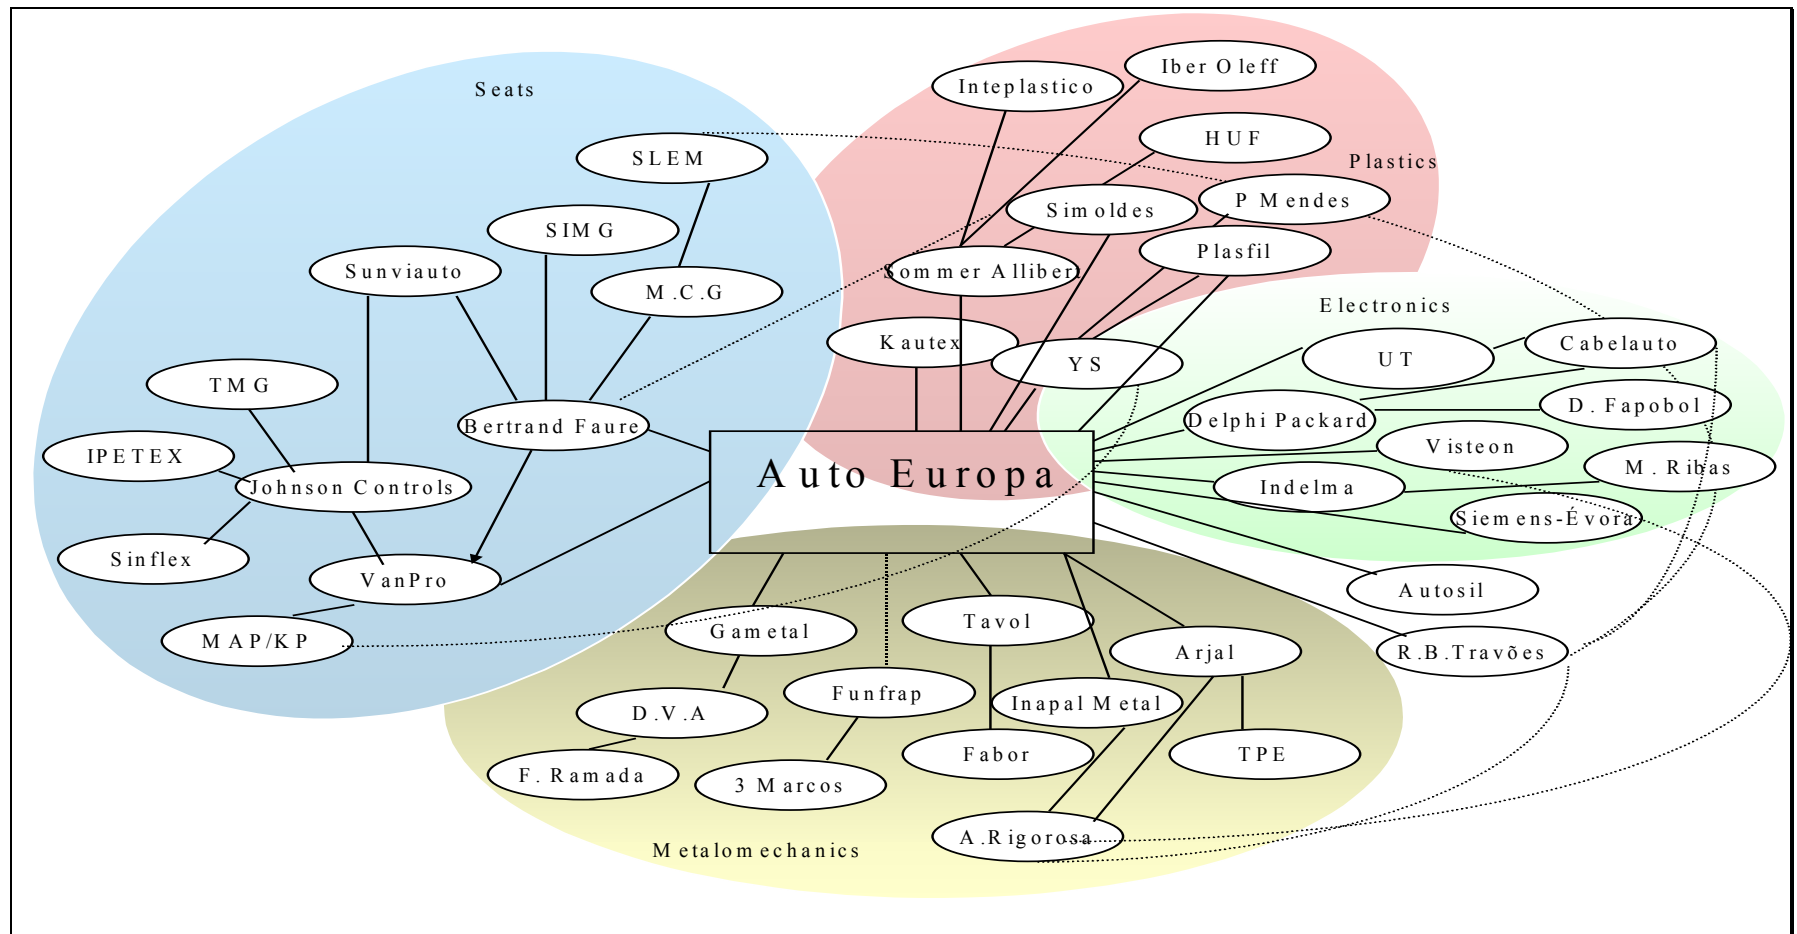 Iber Oleff
Inteplastico
Seats
HUF
SLEM
Plastics
P Mendes
Simoldes
SIMG
Plasfil
Sunviauto
Sommer Allibert
M.C.G
Electronics
Kautex
Cabelauto
UT
YS
TMG
D. Fapobol
Delphi Packard
Bertrand Faure
Visteon
IPETEX
Auto Europa
M. Ribas
Johnson Controls
Indelma
Siemens-Évora
Sinflex
VanPro
Autosil
Tavol
Gametal
MAP/KP
Arjal
R.B.Travões
Funfrap
Inapal Metal
D.V.A
Fabor
TPE
F. Ramada
3 Marcos
A.Rigorosa
Metalomechanics